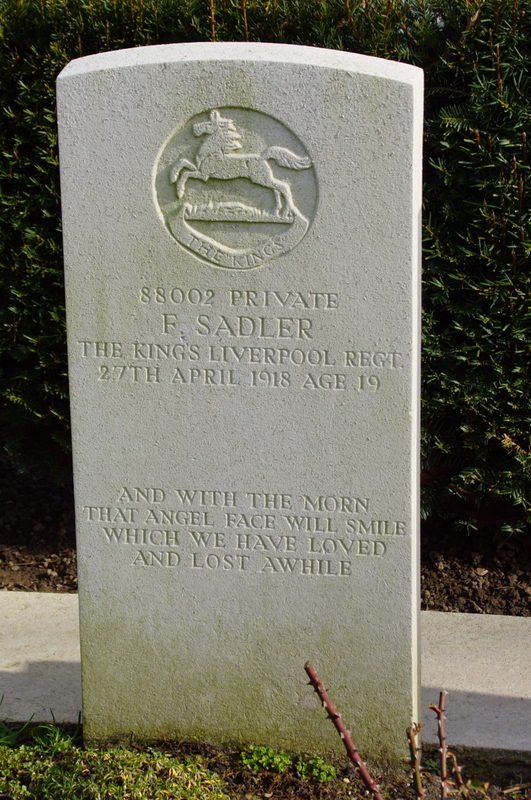 THE KINGS
88002 PRIVATE
F. SADLER
THE KING'S LIVERPOOL REGT.
27TH APRIL 1918 AGE 19
AND WITH THE MORN
THAT ANGEL FACE WILL SMILE
WHICH WE HAVE LOVED
AND LOST AWHILE